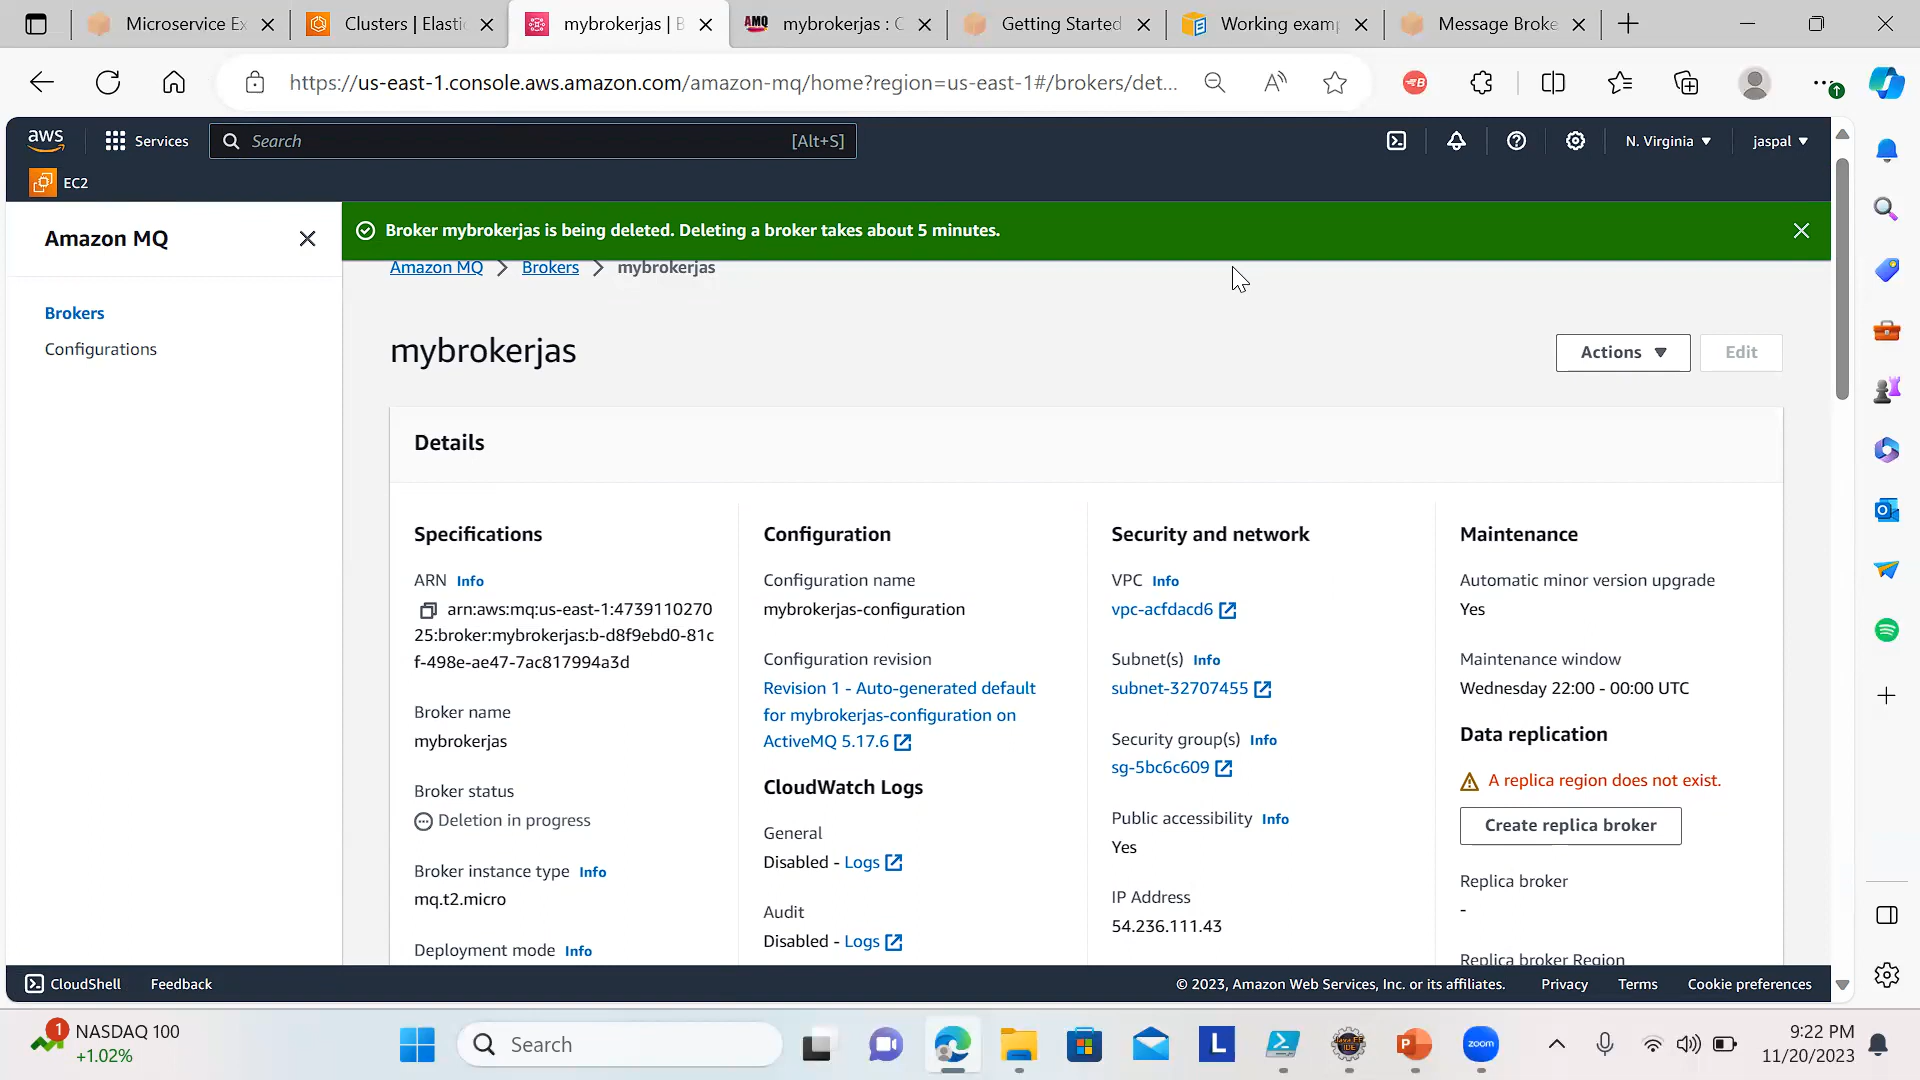 Microservice Ex
Clusters | Elastic
mybrokerjas | B
AMQ
mybrokerjas : C
Getting Started
Working examp
Message Broke
https://us-east-1.console.aws.amazon.com/amazon-mq/home?region=us-east-1#/brokers/det...
aws
Services
Search
[Alt+S]
N. Virginia
jaspal
EC2
Amazon MQ
Broker mybrokerjas is being deleted. Deleting a broker takes about 5 minutes.
Amazon MQ
Brokers
mybrokerjas
Brokers
Configurations
mybrokerjas
Actions
Edit
Details
Specifications
ARN Info
arn:aws:mq:us-east-1:4739110270
25:broker:mybrokerjas:b-d8f9ebd0-81c
f-498e-ae47-7ac817994a3d
Broker name
mybrokerjas
Broker status
Deletion in progress
Broker instance type Info
mq.t2.micro
Deployment mode Info
Configuration
Configuration name
mybrokerjas-configuration
Configuration revision
Revision 1 - Auto-generated default
for mybrokerjas-configuration on
ActiveMQ 5.17.6
CloudWatch Logs
General
Disabled - Logs
Audit
Disabled - Logs
Security and network
VPC Info
vpc-acfdacd6
Subnet(s) Info
subnet-32707455
Security group(s) Info
sg-5bc6c609
Public accessibility Info
Yes
IP Address
54.236.111.43
Maintenance
Automatic minor version upgrade
Yes
Maintenance window
Wednesday 22:00 - 00:00 UTC
Data replication
A replica region does not exist.
Create replica broker
Replica broker
-
Replica broker Region
CloudShell
Feedback
© 2023, Amazon Web Services, Inc. or its affiliates.
Privacy
Terms
Cookie preferences
1
NASDAQ 100
+1.02%
Search
L
zoom
9:22 PM
11/20/2023